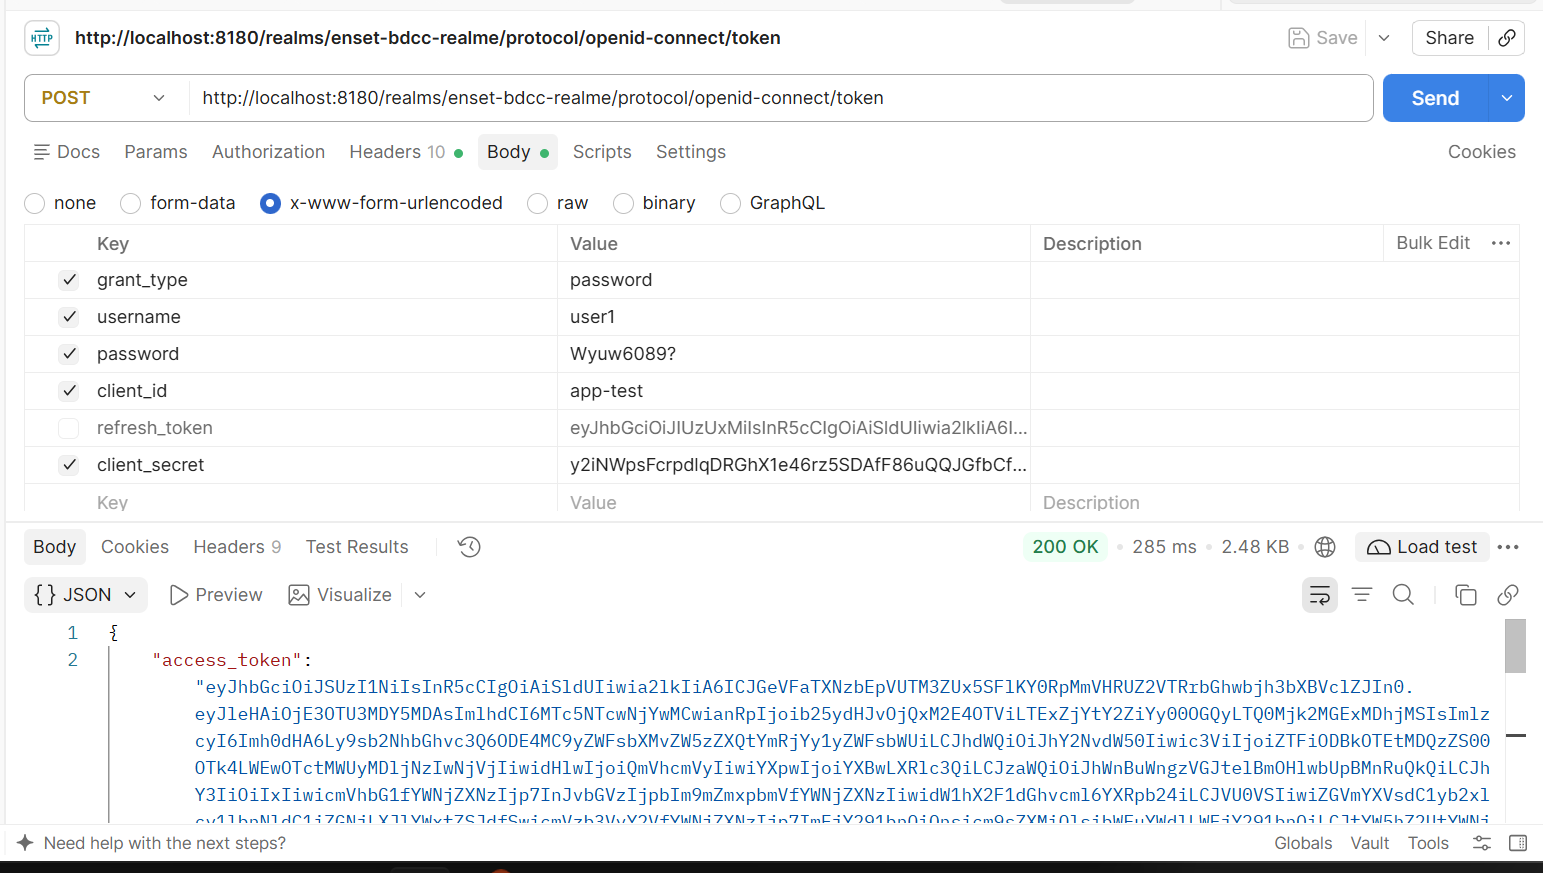 HTTP http://localhost:8180/realms/enset-bdcc-realme/protocol/openid-connect/token Save Share
POST http://localhost:8180/realms/enset-bdcc-realme/protocol/openid-connect/token Send
Docs Params Authorization Headers 10 Body Scripts Settings Cookies
none form-data x-www-form-urlencoded raw binary GraphQL
Key Value Description Bulk Edit
grant_type password
username user1
password Wyuw6089?
client_id app-test
refresh_token eyJhbGciOiJIUzUxMiIsInR5cCIgOiAiSldUIiwia2lkIiA6I...
client_secret y2iNWpsFcrpdlqDRGhX1e46rz5SDAfF86uQQJGfbCf...
Key Value Description
Body Cookies Headers 9 Test Results 200 OK 285 ms 2.48 KB Load test
{} JSON Preview Visualize
1 {
2 "access_token":
"eyJhbGciOiJSUzI1NiIsInR5cCIgOiAiSldUIiwia2lkIiA6ICJGeVFaTXNzbEpVUTM3ZUx5SFlKY0RpMmVHRUZ2VTRrbGhwbjh3bXBVclZJIn0.
eyJleHAiOjE3OTU3MDY5MDAsImlhdCI6MTc5NTcwNjYwMCwianRpIjoib25ydHJvOjQxM2E4OTViLTExZjYtY2ZiYy00OGQyLTQ0Mjk2MGExMDhjMSIsImlz
cyI6Imh0dHA6Ly9sb2NhbGhvc3Q6ODE4MC9yZWFsbXMvZW5zZXQtYmRjYy1yZWFsbWUiLCJhdWQiOiJhY2NvdW50Iiwic3ViIjoiZTFiODBkOTEtMDQzZS00
OTk4LWEwOTctMWUyMDljNzIwNjVjIiwidHlwIjoiQmVhcmVyIiwiYXpwIjoiYXBwLXRlc3QiLCJzaWQiOiJhWnBuWngzVGJtelBmOHlwbUpBMnRuQkQiLCJh
Y3IiOiIxIiwicmVhbG1fYWNjZXNzIjp7InJvbGVzIjpbIm9mZmxpbmVfYWNjZXNzIiwidW1hX2F1dGhvcml6YXRpb24iLCJVU0VSIiwiZGVmYXVsdC1yb2xl
Need help with the next steps? Globals Vault Tools